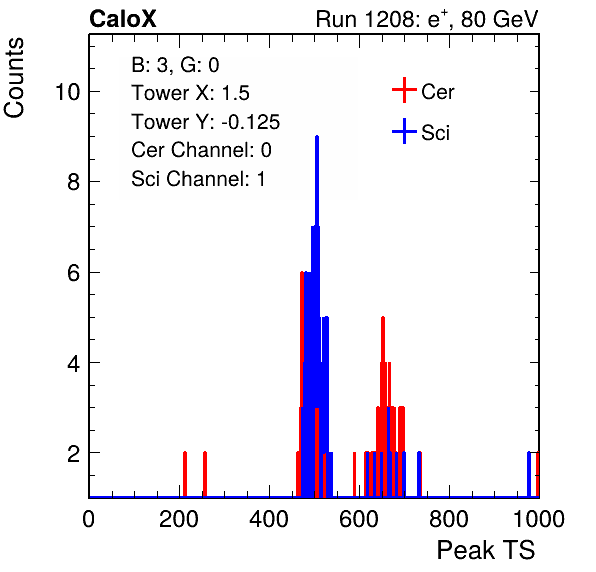 CaloX Run 1208: e⁺, 80 GeV
Counts
B: 3, G: 0
Tower X: 1.5
Tower Y: -0.125
Cer Channel: 0
Sci Channel: 1
Cer
Sci
10
8
6
4
2
0 200 400 600 800 1000
Peak TS